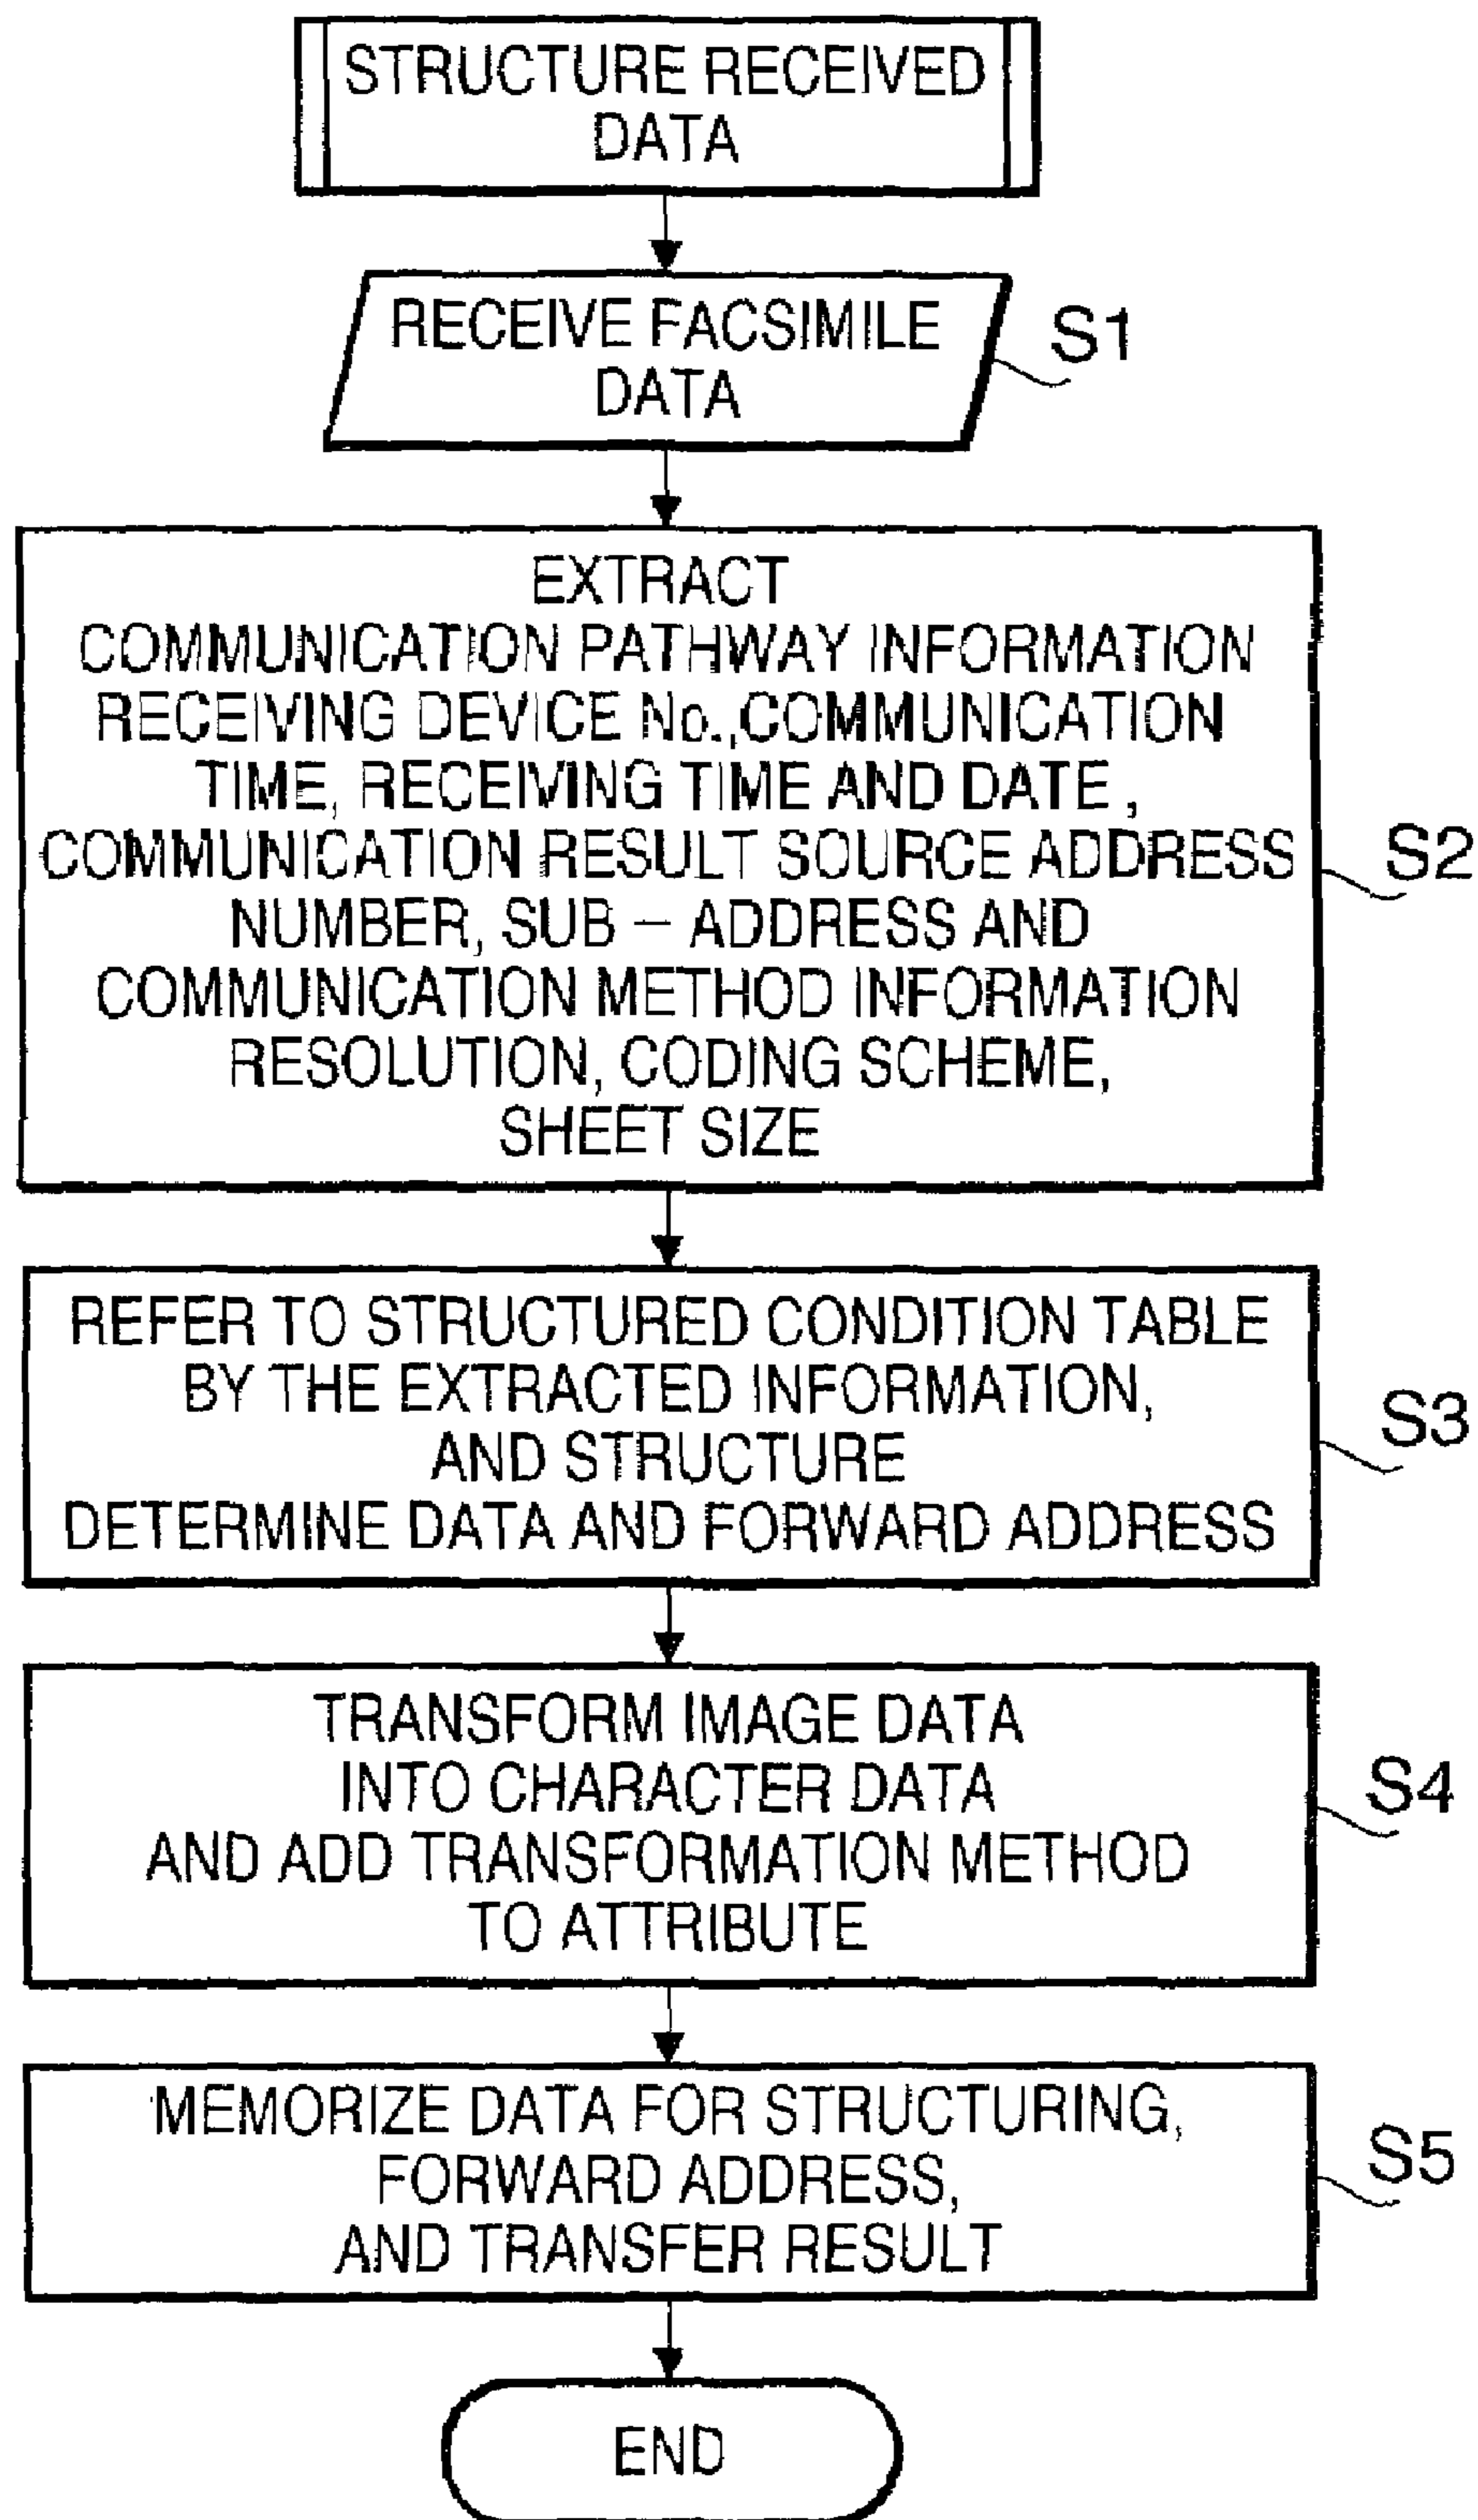 STRUCTURE RECEIVED
DATA
RECEIVE FACSIMILE
DATA
S1
EXTRACT
COMMUNICATION PATHWAY INFORMATION
RECEIVING DEVICE No.,COMMUNICATION
TIME, RECEIVING TIME AND DATE ,
COMMUNICATION RESULT SOURCE ADDRESS
NUMBER, SUB – ADDRESS AND
COMMUNICATION METHOD INFORMATION
RESOLUTION, CODING SCHEME,
SHEET SIZE
S2
REFER TO STRUCTURED CONDITION TABLE
BY THE EXTRACTED INFORMATION,
AND STRUCTURE
DETERMINE DATA AND FORWARD ADDRESS
S3
TRANSFORM IMAGE DATA
INTO CHARACTER DATA
AND ADD TRANSFORMATION METHOD
TO ATTRIBUTE
S4
MEMORIZE DATA FOR STRUCTURING,
FORWARD ADDRESS,
AND TRANSFER RESULT
S5
END